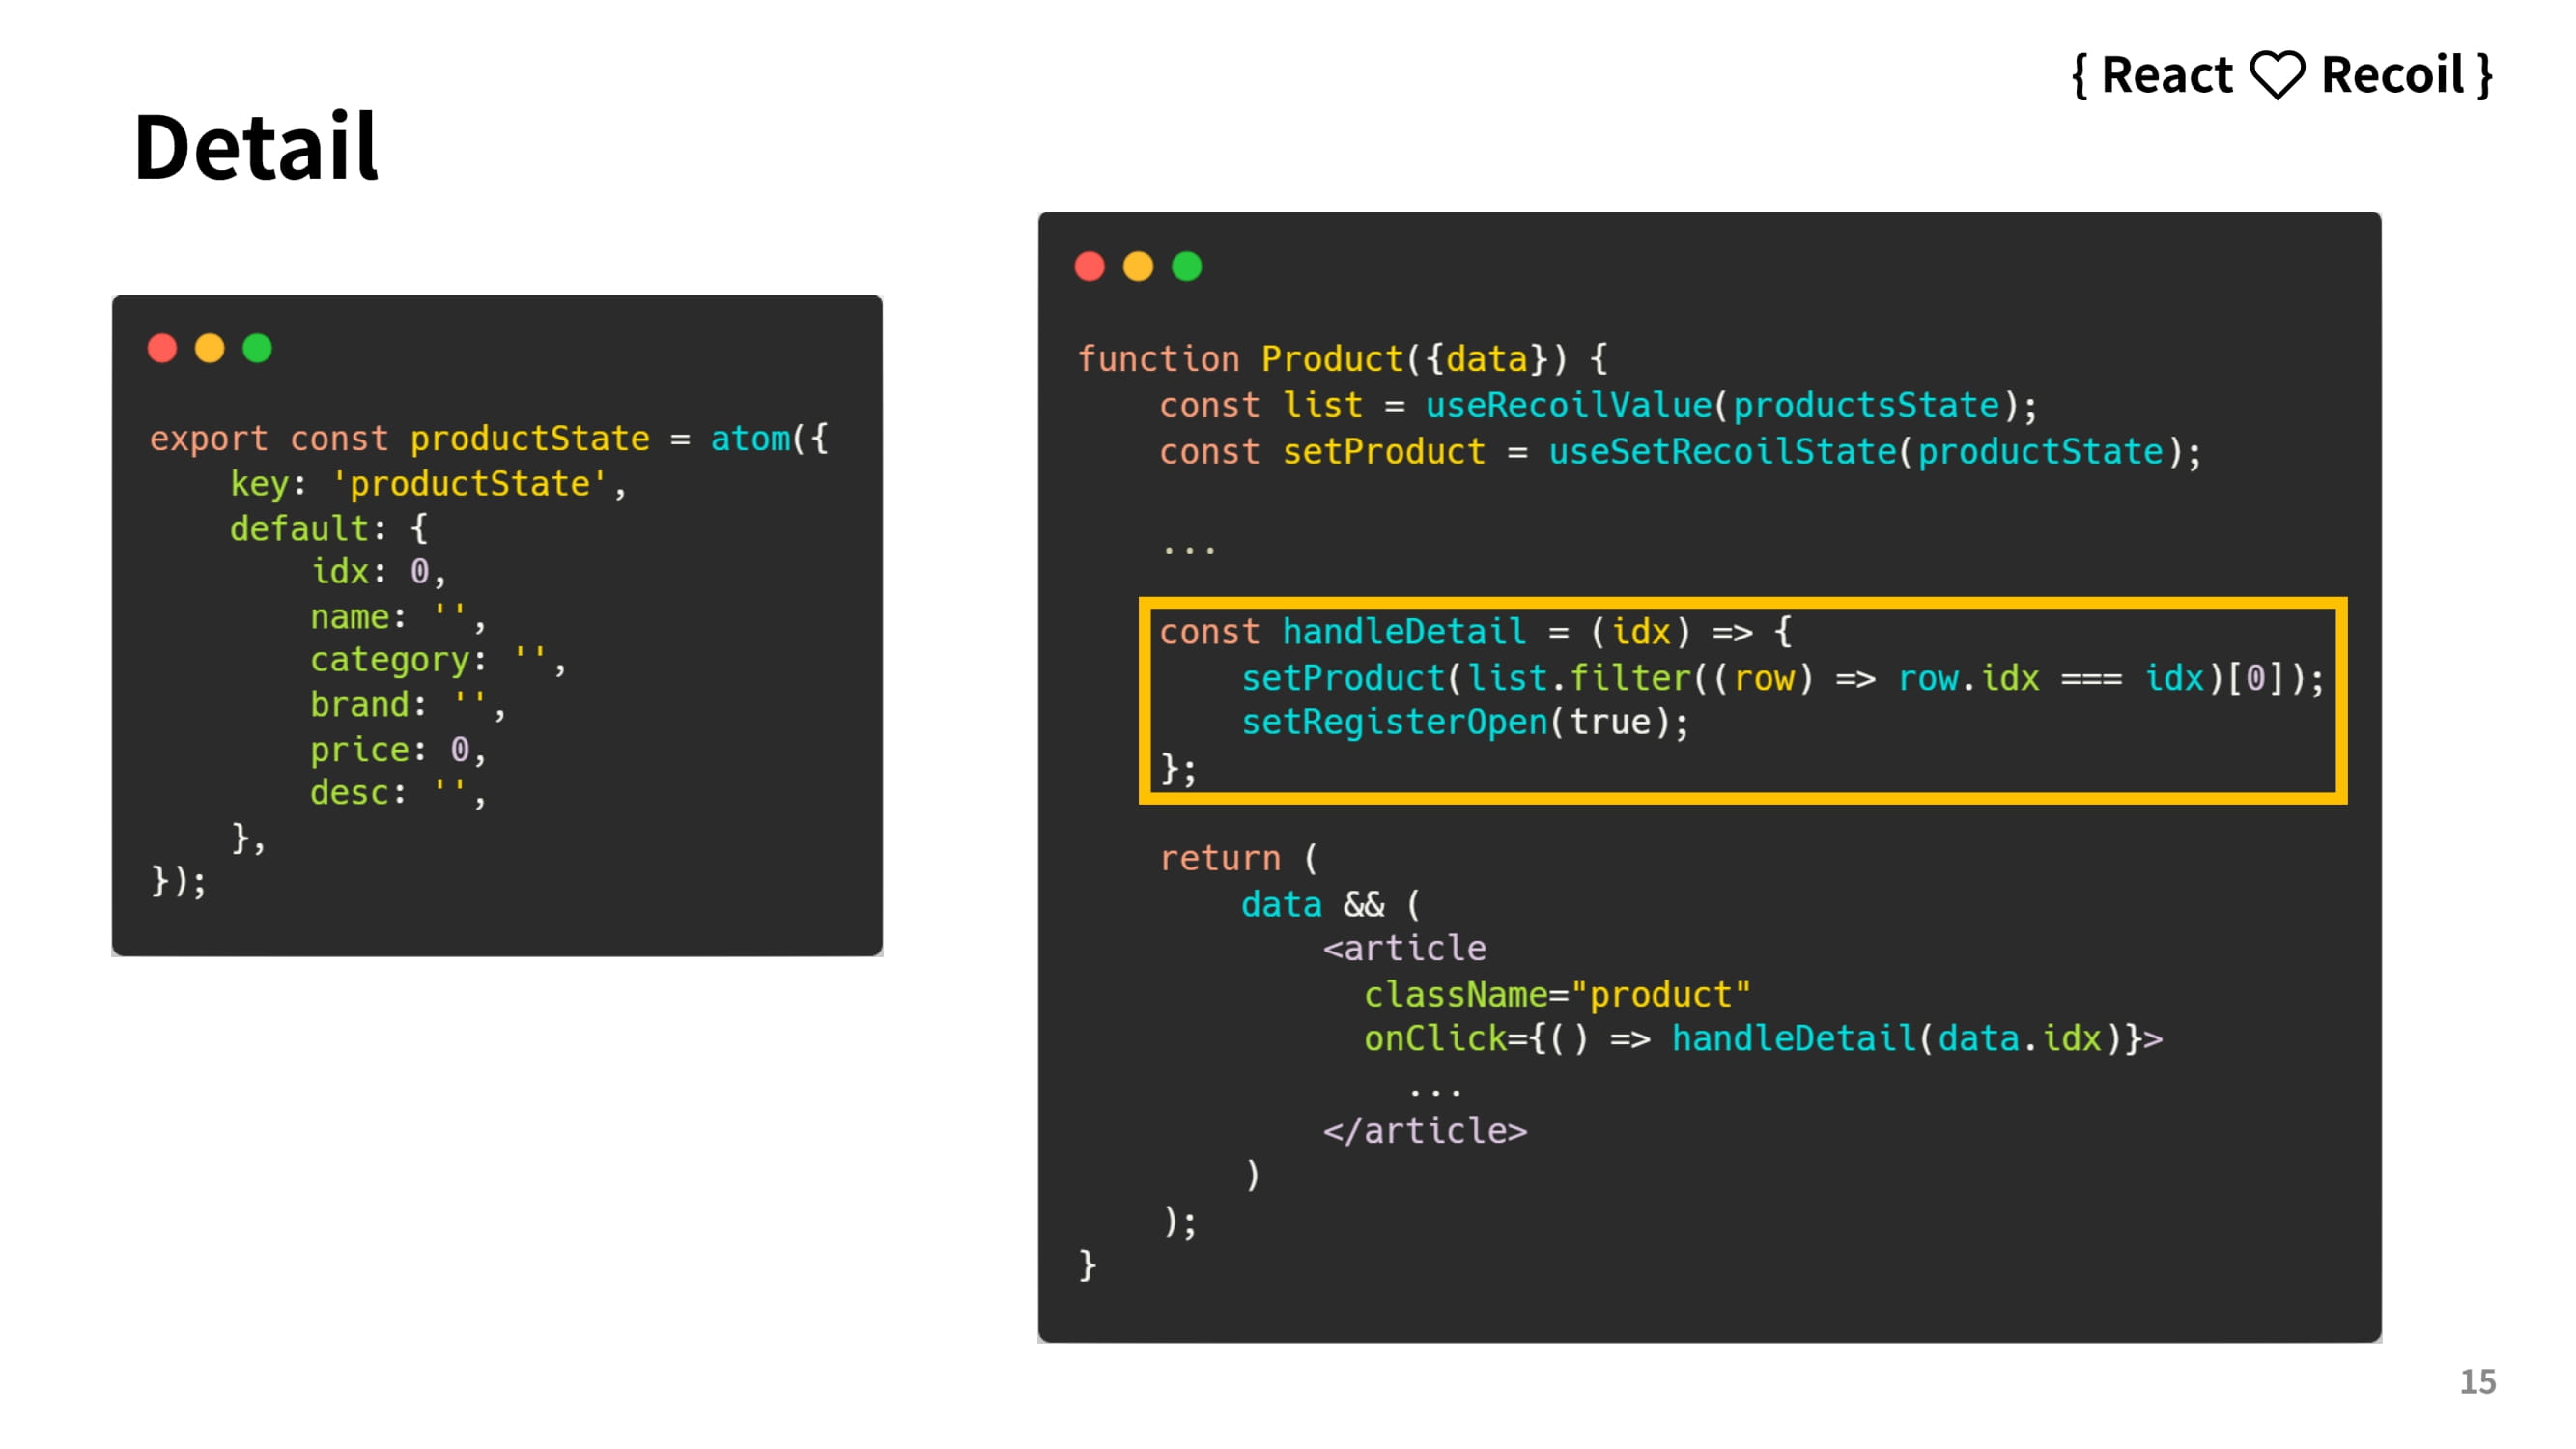 { React ♡ Recoil }
Detail
export const productState = atom({
    key: 'productState',
    default: {
        idx: 0,
        name: '',
        category: '',
        brand: '',
        price: 0,
        desc: '',
    },
});
function Product({data}) {
    const list = useRecoilValue(productsState);
    const setProduct = useSetRecoilState(productState);
    ...
    const handleDetail = (idx) => {
        setProduct(list.filter((row) => row.idx === idx)[0]);
        setRegisterOpen(true);
    };
    return (
        data && (
            <article
              className="product"
              onClick={() => handleDetail(data.idx)}>
                ...
            </article>
        )
    );
}
15